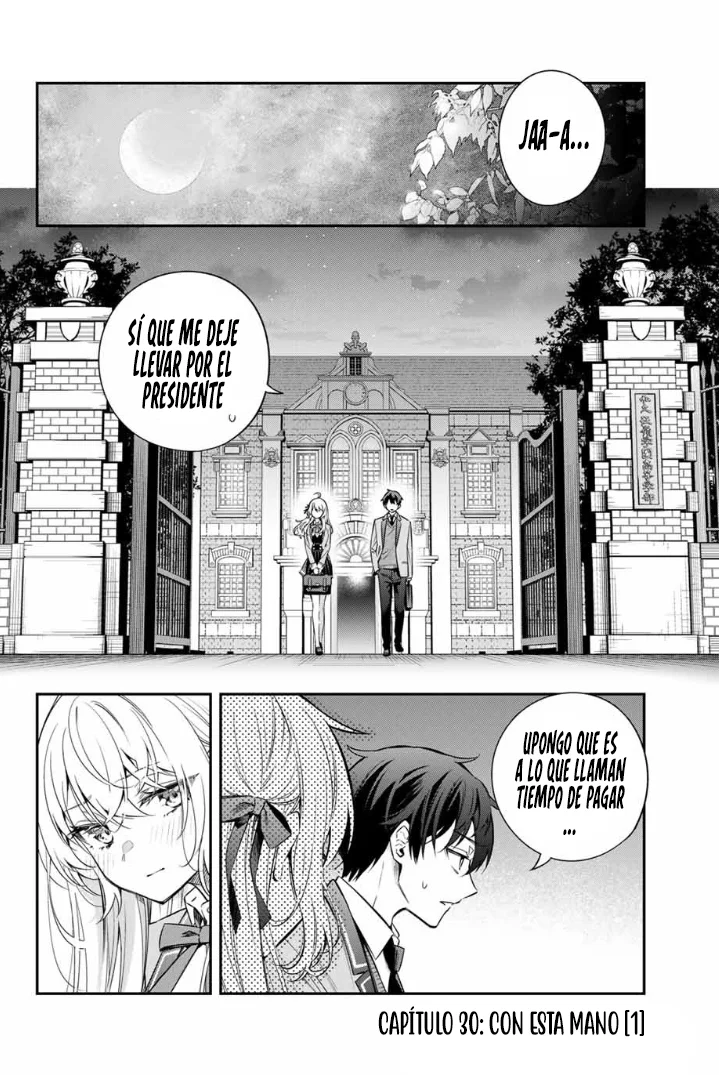 JAA-A...
SÍ QUE ME DEJE
LLEVAR POR EL
PRESIDENTE
UPONGO QUE ES
A LO QUE LLAMAN
TIEMPO DE PAGAR
...
CAPÍTULO 30: CON ESTA MANO [1]